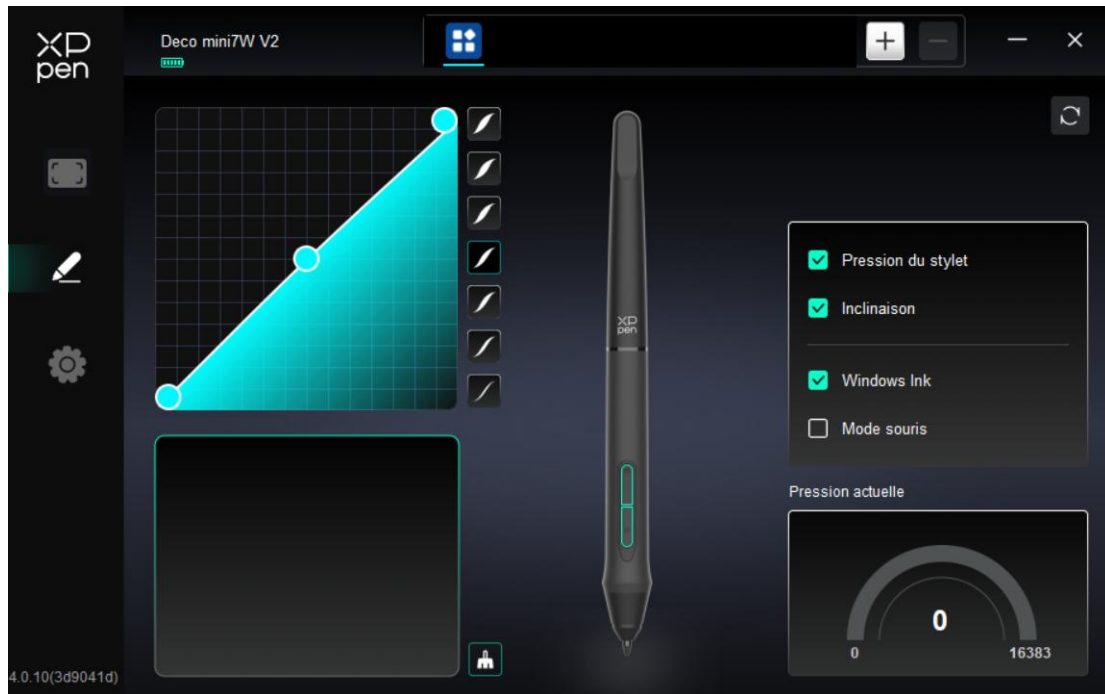 XP
pen
Deco mini7W V2
Pression du stylet
Inclinaison
XP
pen
Windows Ink
Mode souris
Pression actuelle
0
0
16383
4.0.10(3d9041d)